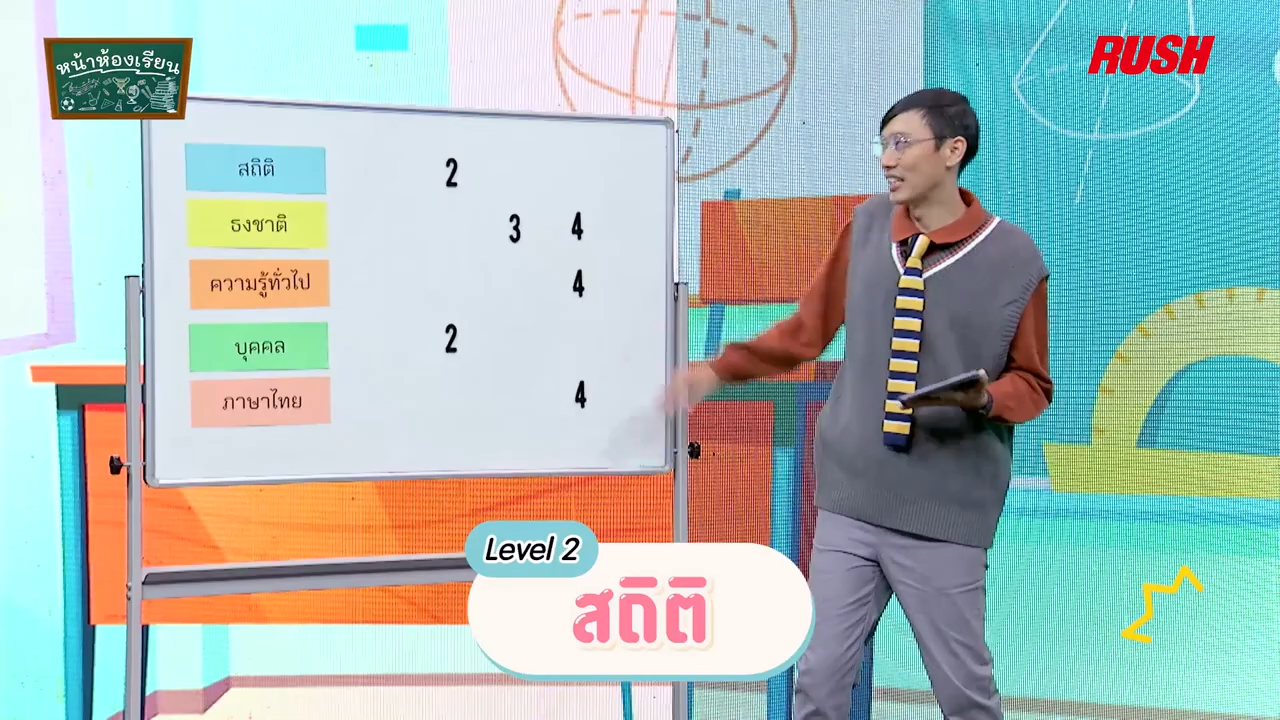 หน้าห้องเรียน
RUSH
สถิติ 2
ธงชาติ 3 4
ความรู้ทั่วไป 4
บุคคล 2
ภาษาไทย 4
Level 2
สถิติ